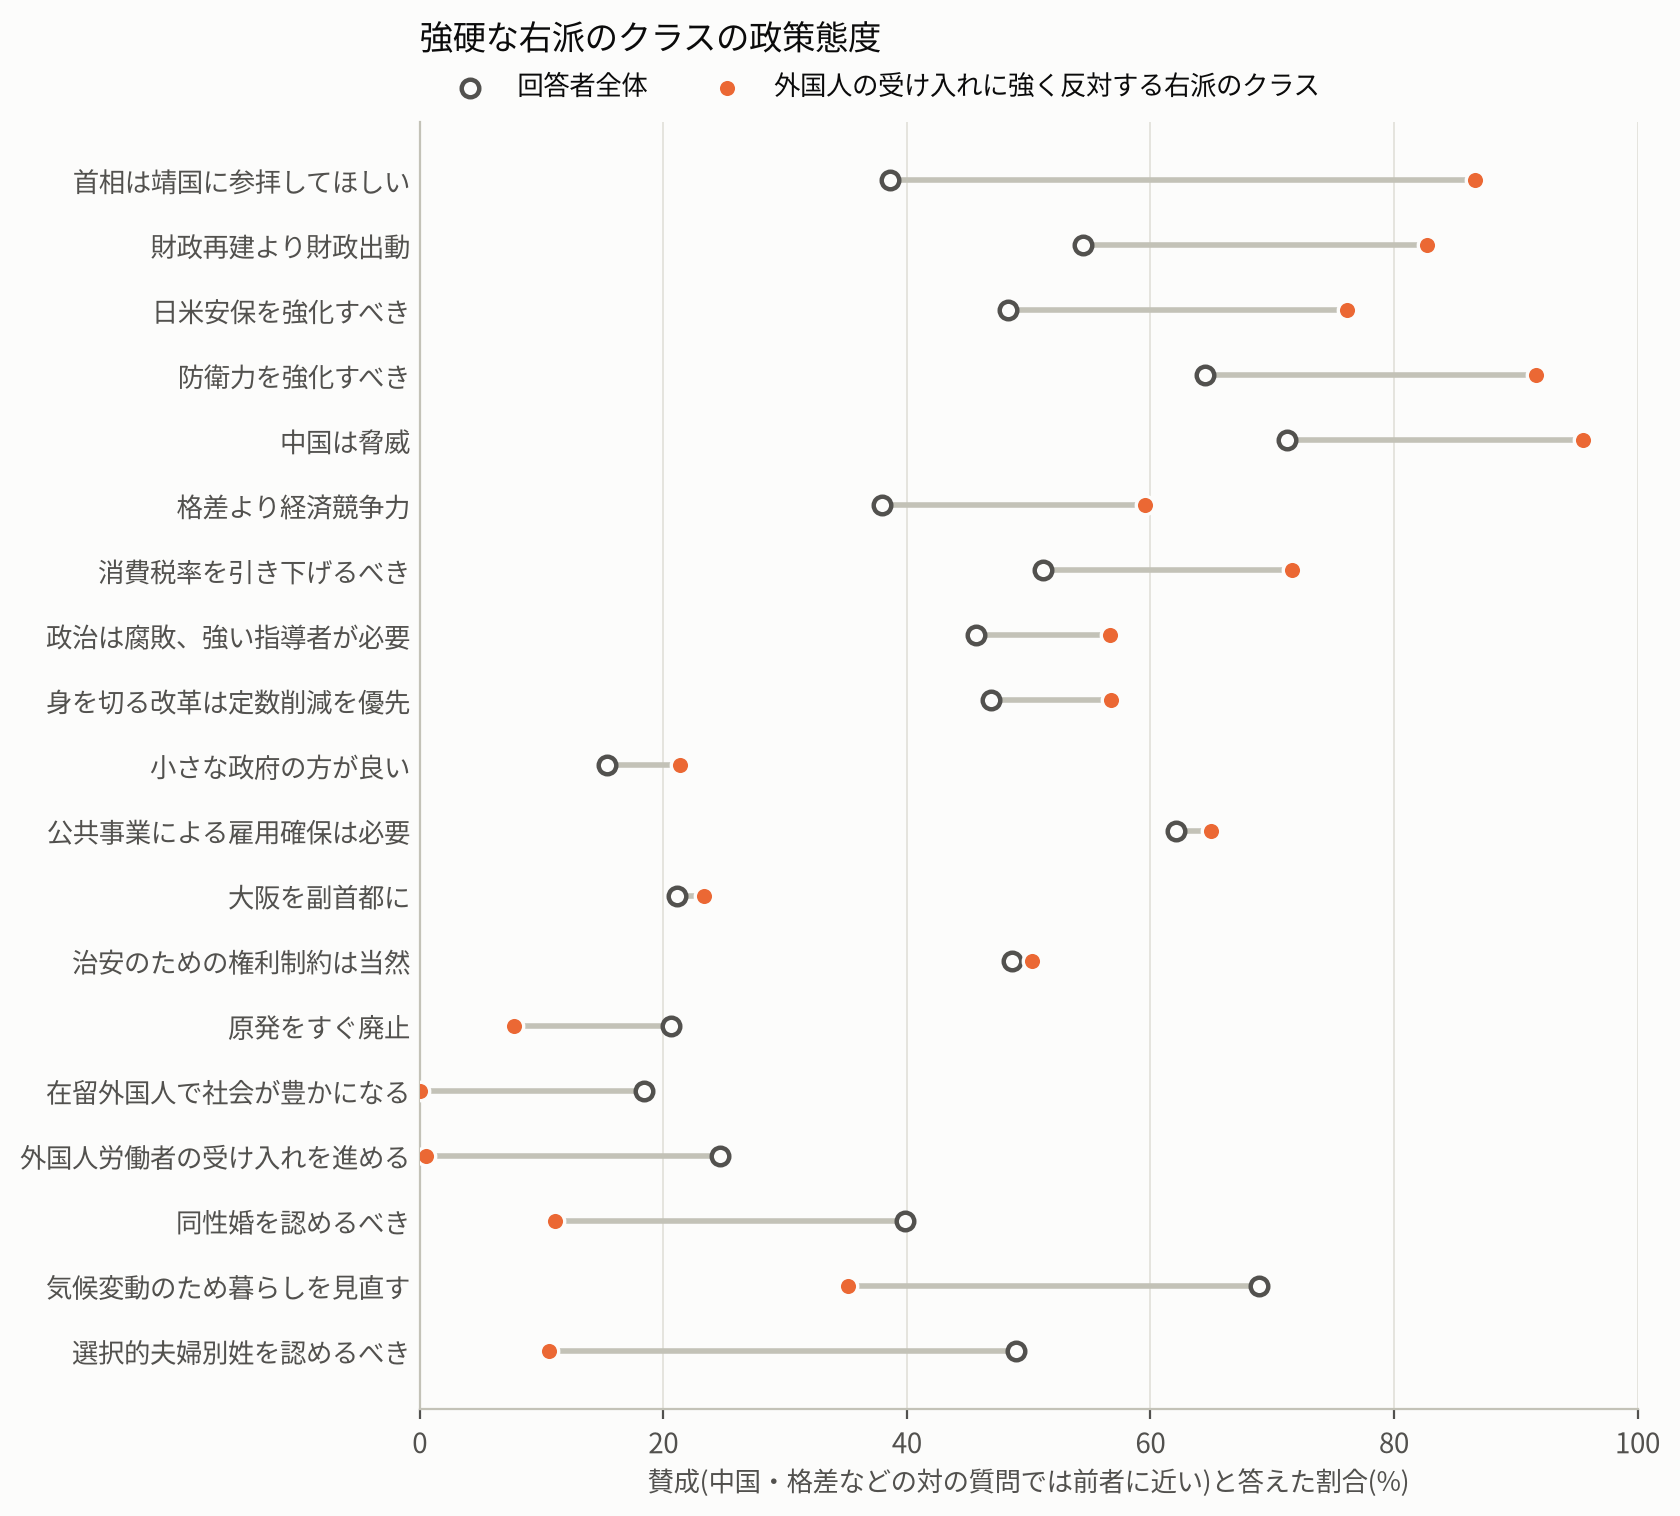 強硬な右派のクラスの政策態度
回答者全体
外国人の受け入れに強く反対する右派のクラス
首相は靖国に参拝してほしい
財政再建より財政出動
日米安保を強化すべき
防衛力を強化すべき
中国は脅威
格差より経済競争力
消費税率を引き下げるべき
政治は腐敗、強い指導者が必要
身を切る改革は定数削減を優先
小さな政府の方が良い
公共事業による雇用確保は必要
大阪を副首都に
治安のための権利制約は当然
原発をすぐ廃止
在留外国人で社会が豊かになる
外国人労働者の受け入れを進める
同性婚を認めるべき
気候変動のため暮らしを見直す
選択的夫婦別姓を認めるべき
0 20 40 60 80 100
賛成(中国・格差などの対の質問では前者に近い)と答えた割合(%)